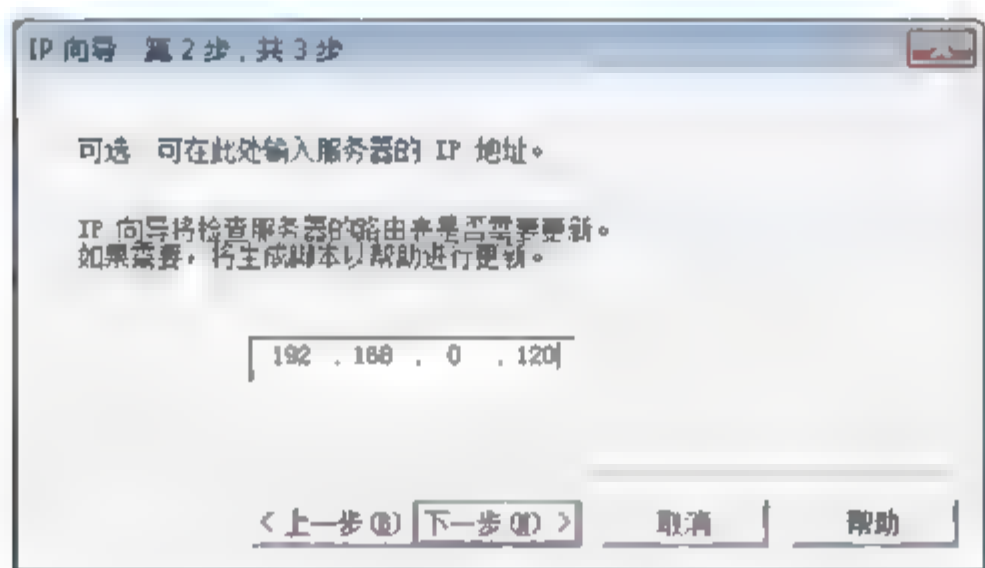 IP 向导 第 2 步，共 3 步
可选 可在此处输入服务器的 IP 地址。
IP 向导将检查服务器的路由表是否需要更新。
如果需要，将生成脚本以帮助进行更新。
192 . 168 . 0 . 120
< 上一步(B) 下一步(N) > 取消 帮助